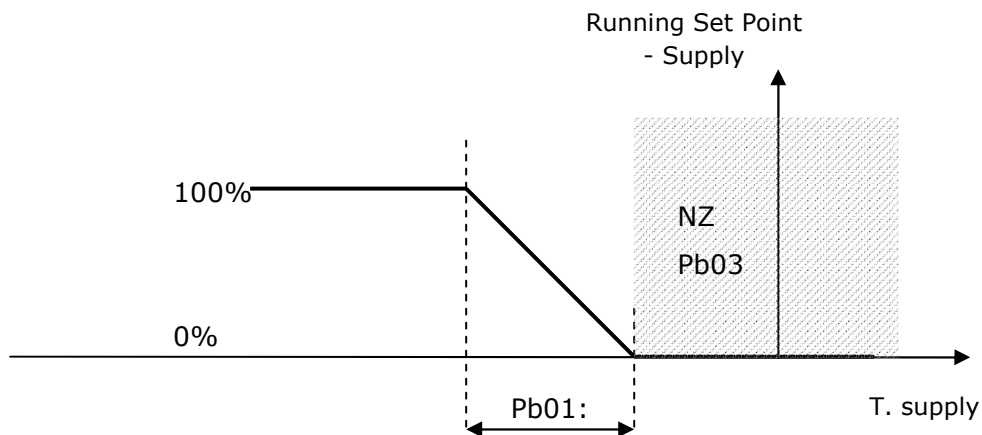 Running Set Point
- Supply
100%
NZ
Pb03
0%
Pb01:
T. supply